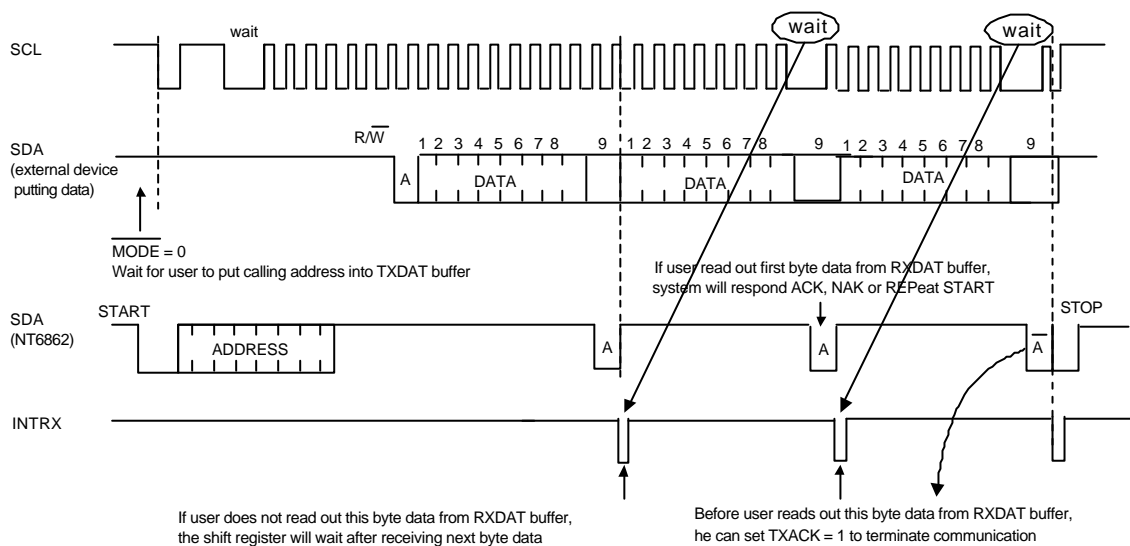 wait
wait
wait
SCL
R/W̅
1 2 3 4 5 6 7 8 9 1 2 3 4 5 6 7 8 9 1 2 3 4 5 6 7 8 9
SDA
(external device
putting data)
A
DATA
DATA
DATA
M̅O̅D̅E̅ = 0
Wait for user to put calling address into TXDAT buffer
If user read out first byte data from RXDAT buffer,
system will respond ACK, NAK or REPeat START
START
STOP
SDA
(NT6862)
ADDRESS
A
A
A̅
INTRX
If user does not read out this byte data from RXDAT buffer,
the shift register will wait after receiving next byte data
Before user reads out this byte data from RXDAT buffer,
he can set TXACK = 1 to terminate communication